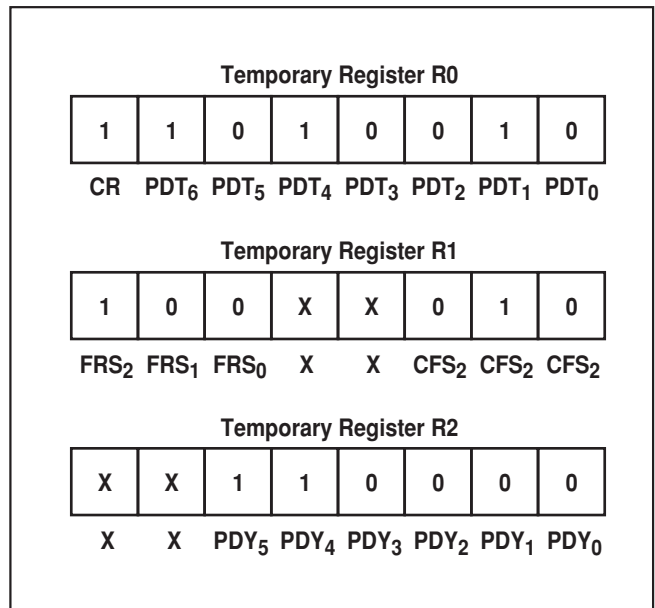 Temporary Register R0
1 1 0 1 0 0 1 0
CR PDT6 PDT5 PDT4 PDT3 PDT2 PDT1 PDT0
Temporary Register R1
1 0 0 X X 0 1 0
FRS2 FRS1 FRS0 X X CFS2 CFS2 CFS2
Temporary Register R2
X X 1 1 0 0 0 0
X X PDY5 PDY4 PDY3 PDY2 PDY1 PDY0